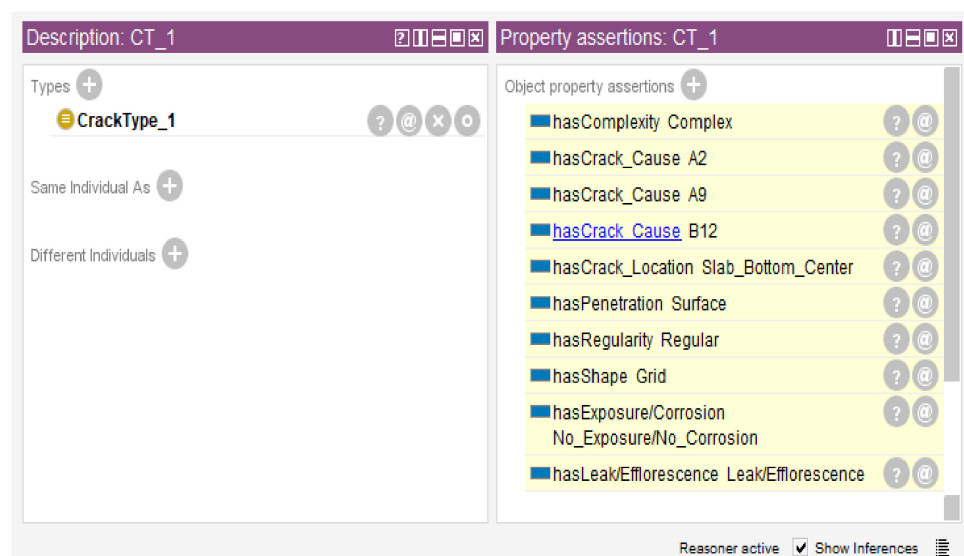 Description: CT_1
Types
CrackType_1
Same Individual As
Different Individuals
Property assertions: CT_1
Object property assertions
hasComplexity Complex
hasCrack_Cause A2
hasCrack_Cause A9
hasCrack_Cause B12
hasCrack_Location Slab_Bottom_Center
hasPenetration Surface
hasRegularity Regular
hasShape Grid
hasExposure/Corrosion
No_Exposure/No_Corrosion
hasLeak/Efflorescence Leak/Efflorescence
Reasoner active Show Inferences